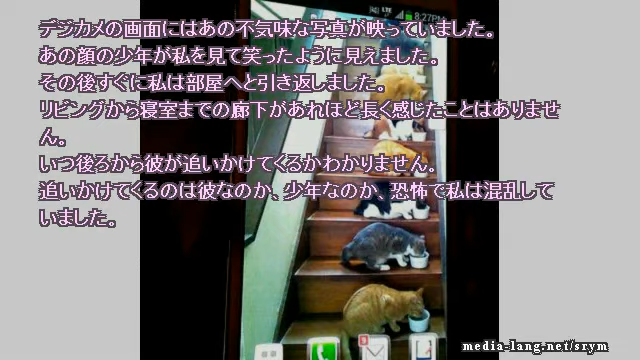 8:27PM
デジカメの画面にはあの不気味な写真が映っていました。
あの顔の少年が私を見て笑ったように見えました。
その後すぐに私は部屋へと引き返しました。
リビングから寝室までの廊下があれほど長く感じたことはありませ
ん。
いつ後ろから彼が追いかけてくるかわかりません。
追いかけてくるのは彼なのか、少年なのか、恐怖で私は混乱して
いました。
media-lang.net/srym